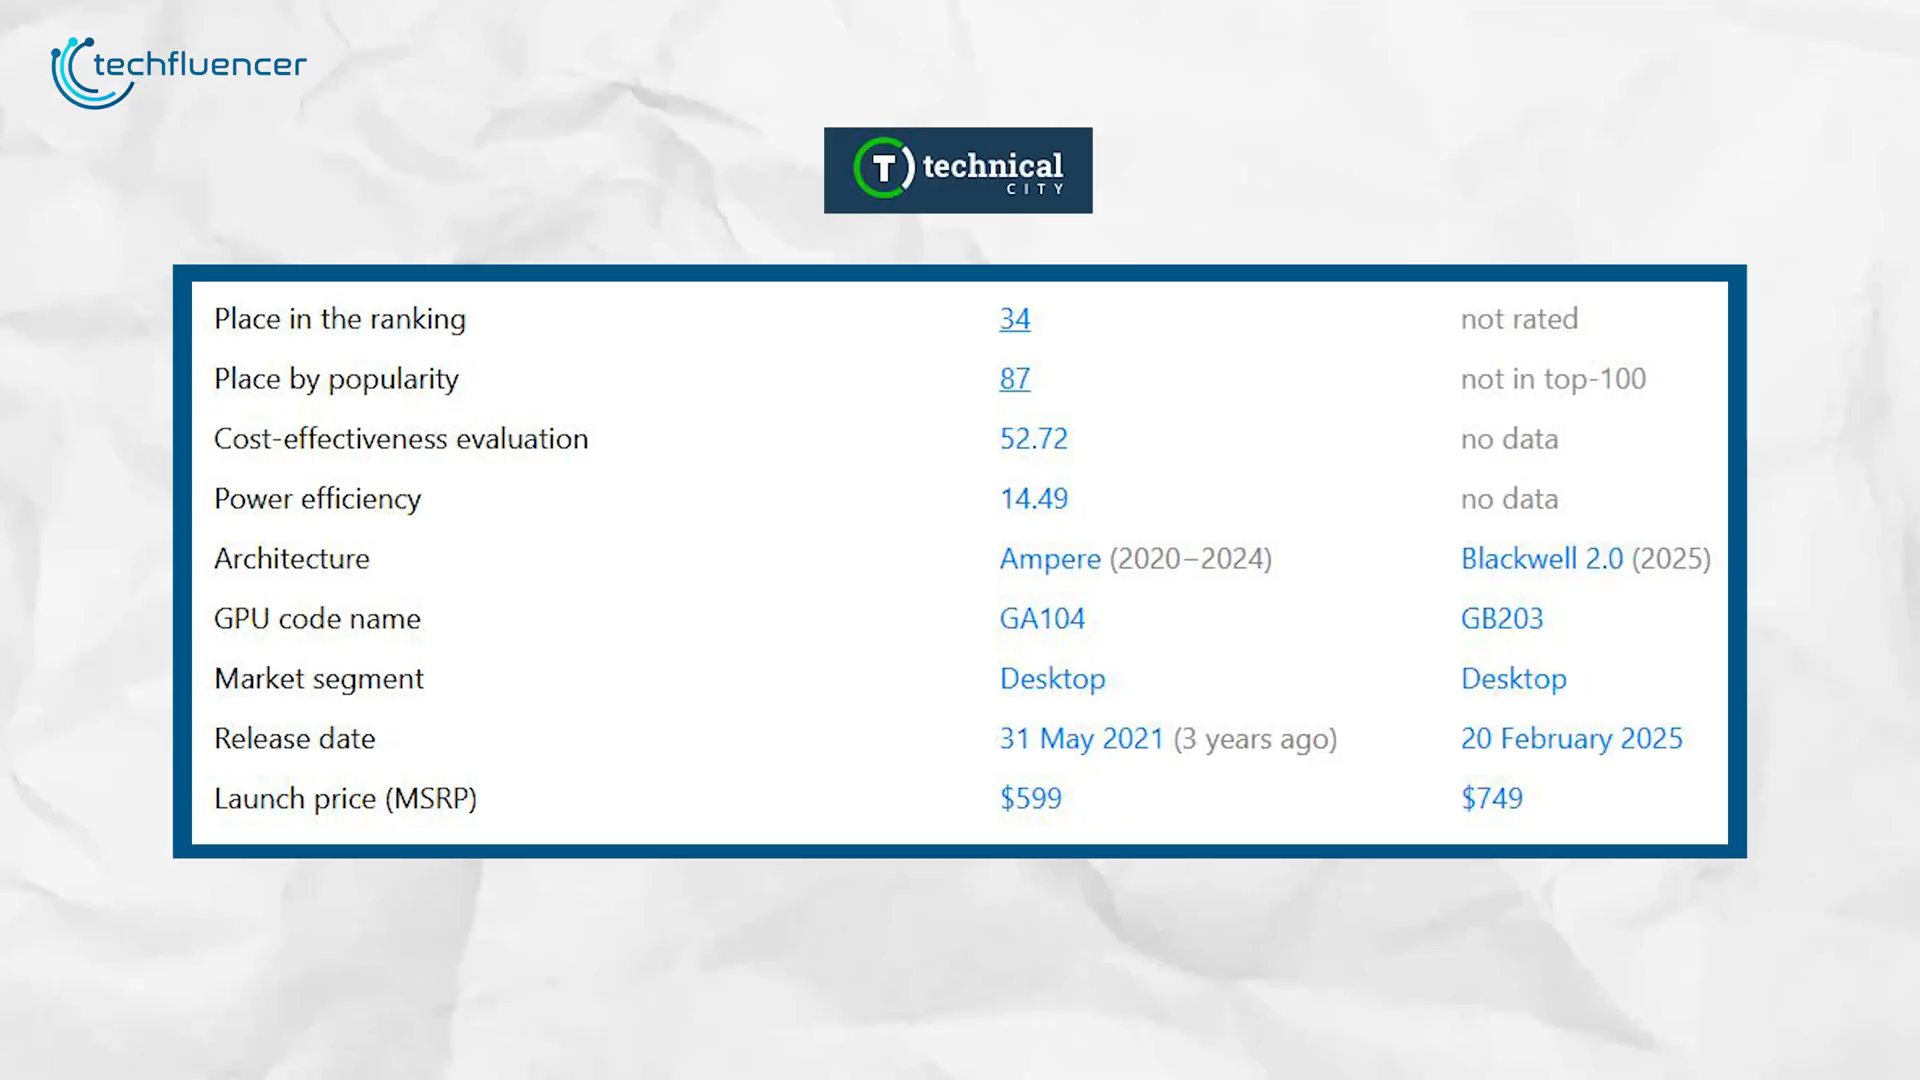 techfluencer
T technical
CITY
Place in the ranking 34 not rated
Place by popularity 87 not in top-100
Cost-effectiveness evaluation 52.72 no data
Power efficiency 14.49 no data
Architecture Ampere (2020–2024) Blackwell 2.0 (2025)
GPU code name GA104 GB203
Market segment Desktop Desktop
Release date 31 May 2021 (3 years ago) 20 February 2025
Launch price (MSRP) $599 $749